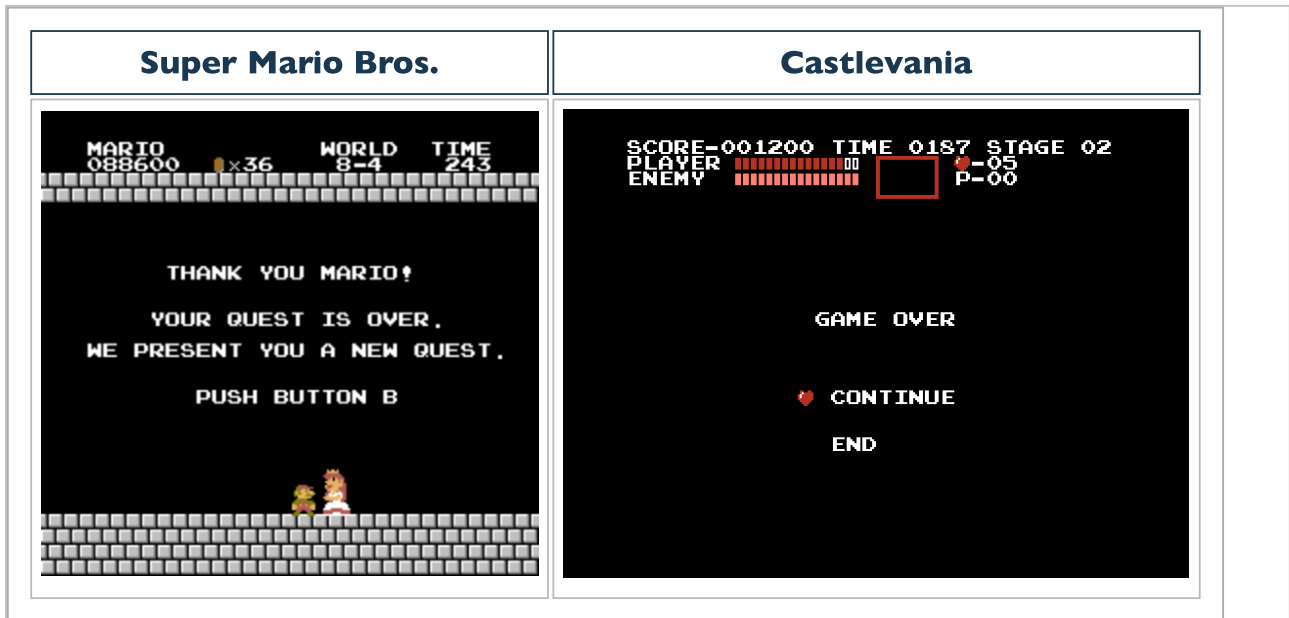 Super Mario Bros.
MARIO WORLD TIME
088600 ×36 8-4 243
THANK YOU MARIO!
YOUR QUEST IS OVER.
WE PRESENT YOU A NEW QUEST.
PUSH BUTTON B
Castlevania
SCORE-001200 TIME 0187 STAGE 02
PLAYER -05
ENEMY P-00
GAME OVER
CONTINUE
END